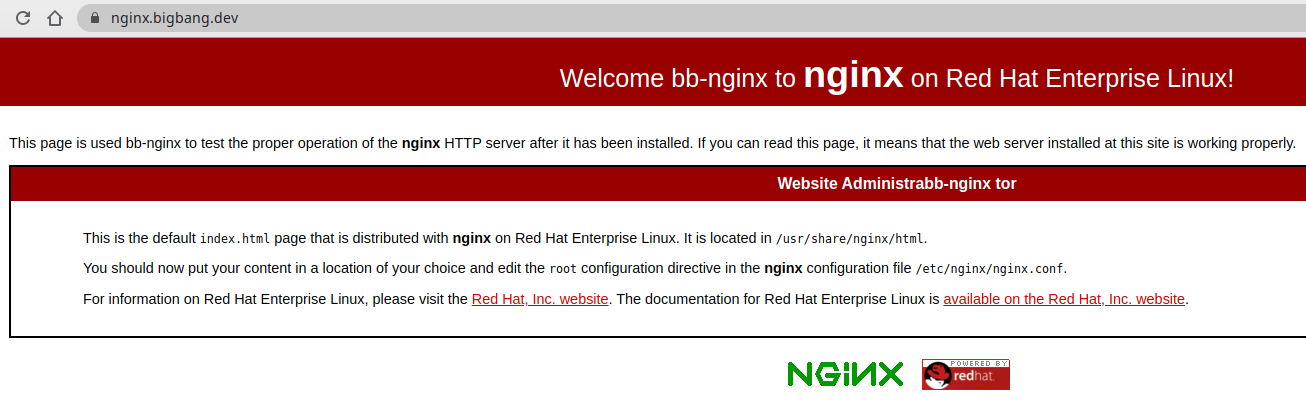 nginx.bigbang.dev
Welcome bb-nginx to nginx on Red Hat Enterprise Linux!
This page is used bb-nginx to test the proper operation of the nginx HTTP server after it has been installed. If you can read this page, it means that the web server installed at this site is working properly.
Website Administrabb-nginx tor
This is the default index.html page that is distributed with nginx on Red Hat Enterprise Linux. It is located in /usr/share/nginx/html.
You should now put your content in a location of your choice and edit the root configuration directive in the nginx configuration file /etc/nginx/nginx.conf.
For information on Red Hat Enterprise Linux, please visit the Red Hat, Inc. website. The documentation for Red Hat Enterprise Linux is available on the Red Hat, Inc. website.
NGiNX
POWERED BY
redhat.